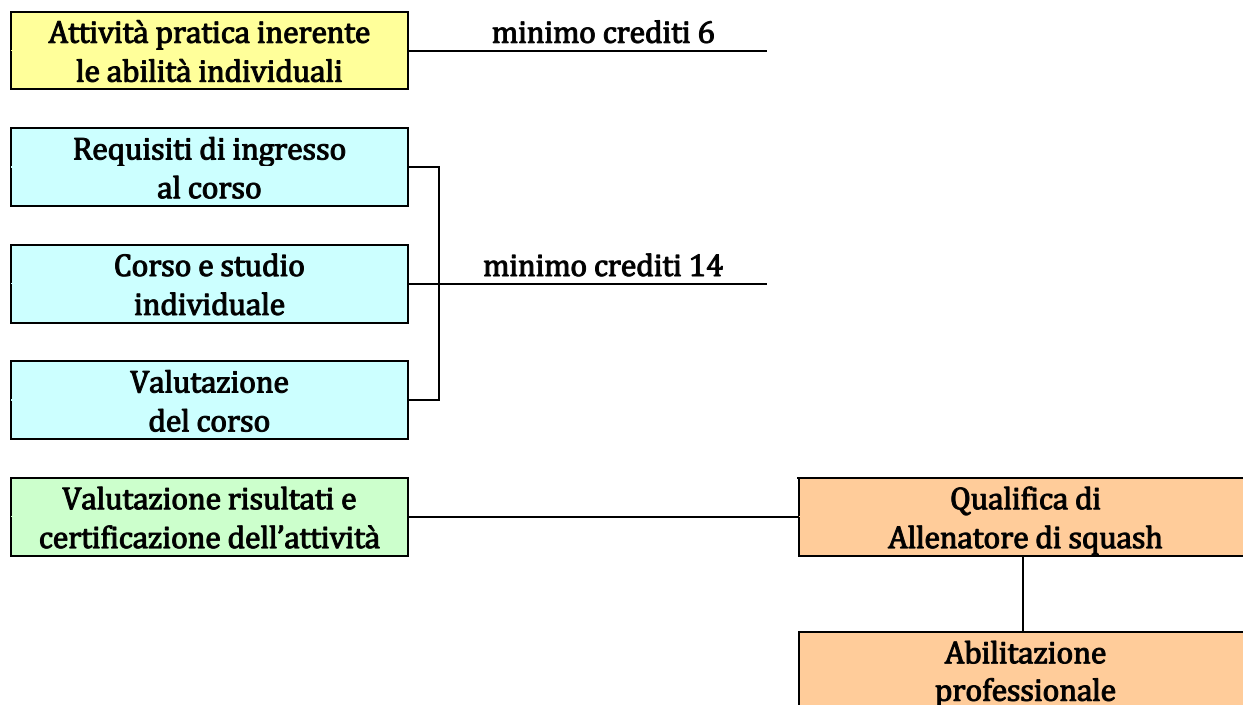 Attività pratica inerente
le abilità individuali
minimo crediti 6
Requisiti di ingresso
al corso
Corso e studio
individuale
minimo crediti 14
Valutazione
del corso
Valutazione risultati e
certificazione dell’attività
Qualifica di
Allenatore di squash
Abilitazione
professionale